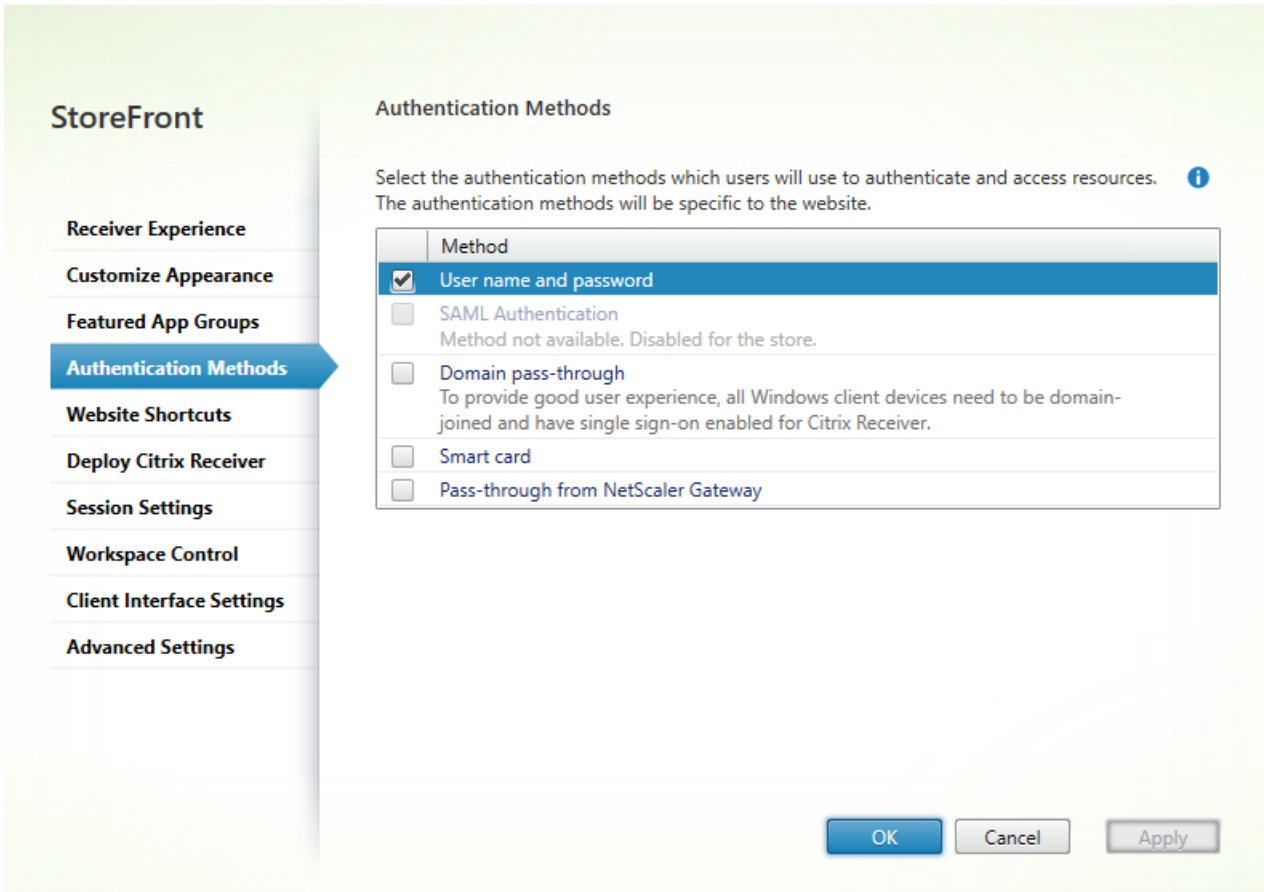 StoreFront
Receiver Experience
Customize Appearance
Featured App Groups
Authentication Methods
Website Shortcuts
Deploy Citrix Receiver
Session Settings
Workspace Control
Client Interface Settings
Advanced Settings
Authentication Methods
Select the authentication methods which users will use to authenticate and access resources.
The authentication methods will be specific to the website.
Method
User name and password
SAML Authentication
Method not available. Disabled for the store.
Domain pass-through
To provide good user experience, all Windows client devices need to be domain-
joined and have single sign-on enabled for Citrix Receiver.
Smart card
Pass-through from NetScaler Gateway
OK
Cancel
Apply